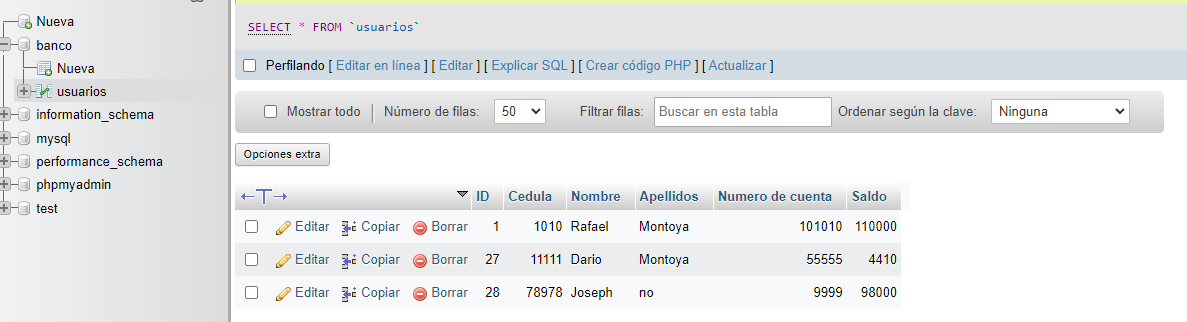 Nueva
banco
Nueva
usuarios
information_schema
mysql
performance_schema
phpmyadmin
test
SELECT * FROM `usuarios`
Perfilando [ Editar en línea ] [ Editar ] [ Explicar SQL ] [ Crear código PHP ] [ Actualizar ]
Mostrar todo | Número de filas: 50 Filtrar filas: Buscar en esta tabla Ordenar según la clave: Ninguna
Opciones extra
ID Cedula Nombre Apellidos Numero de cuenta Saldo
Editar Copiar Borrar 1 1010 Rafael Montoya 101010 110000
Editar Copiar Borrar 27 11111 Dario Montoya 55555 4410
Editar Copiar Borrar 28 78978 Joseph no 9999 98000